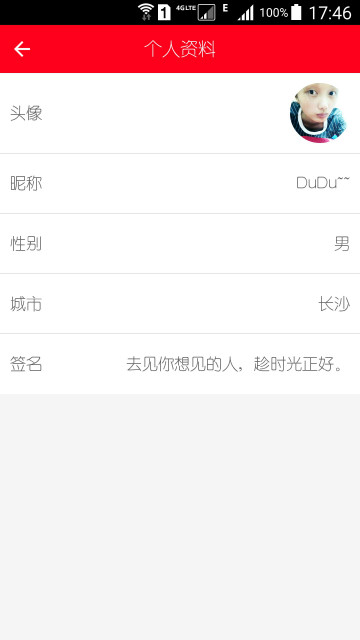 1 4G LTE E 100% 17:46
个人资料
头像
昵称 DuDu~~
性别 男
城市 长沙
签名 去见你想见的人，趁时光正好。